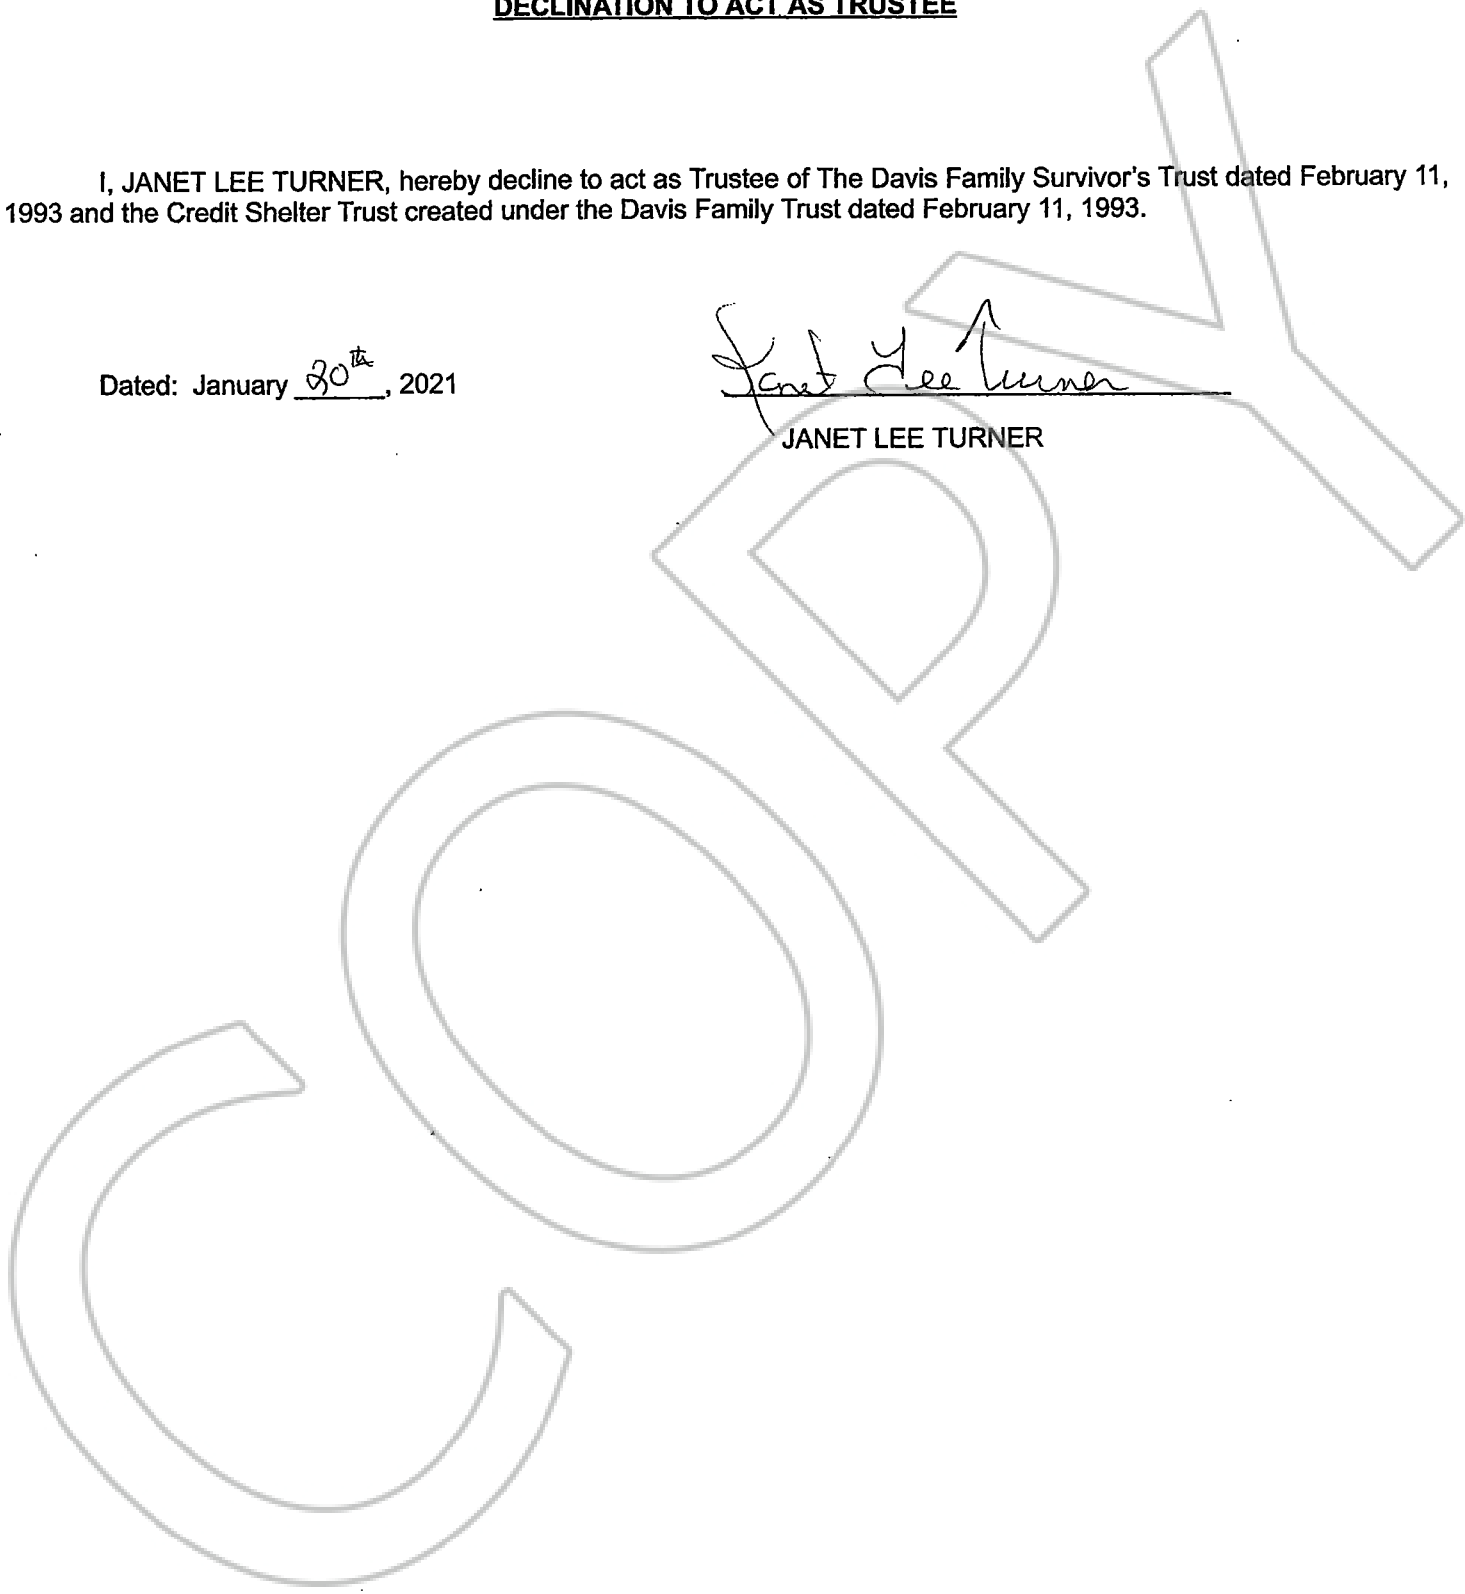 DECLINATION TO ACT AS TRUSTEE
I, JANET LEE TURNER, hereby decline to act as Trustee of The Davis Family Survivor's Trust dated February 11,
1993 and the Credit Shelter Trust created under the Davis Family Trust dated February 11, 1993.
Dated: January 20th, 2021
Janet Lee Turner
JANET LEE TURNER
COPY